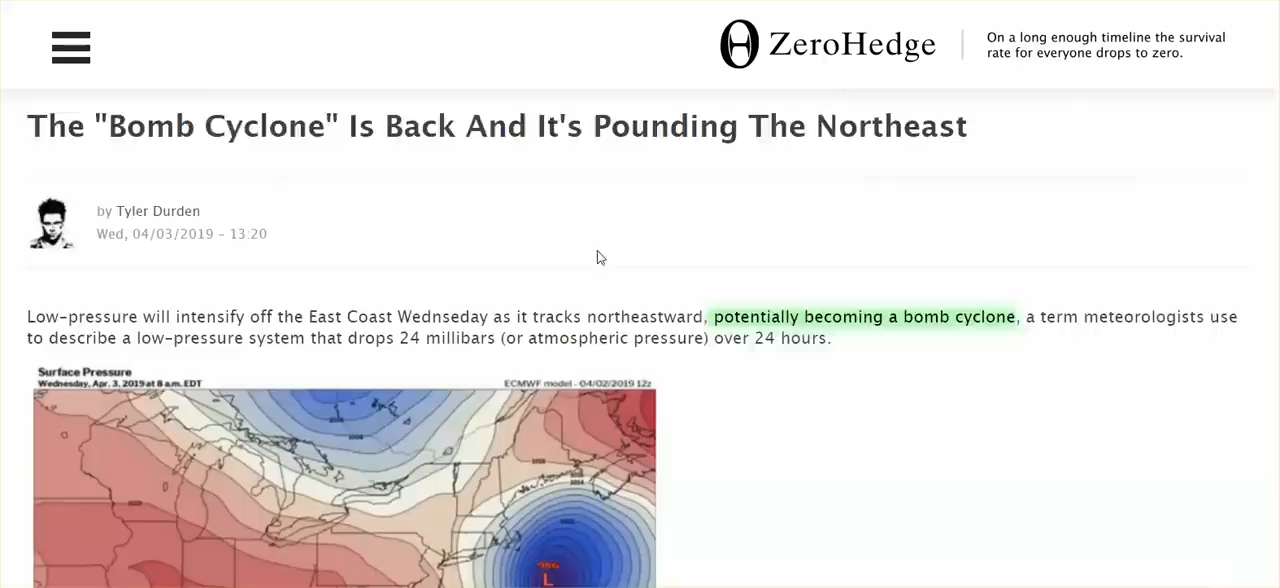 ZeroHedge
On a long enough timeline the survival
rate for everyone drops to zero.
The "Bomb Cyclone" Is Back And It's Pounding The Northeast
by Tyler Durden
Wed, 04/03/2019 - 13:20
Low-pressure will intensify off the East Coast Wednseday as it tracks northeastward, potentially becoming a bomb cyclone, a term meteorologists use
to describe a low-pressure system that drops 24 millibars (or atmospheric pressure) over 24 hours.
Surface Pressure
Wednesday, Apr. 3, 2019 at 8 a.m. EDT
ECMWF model - 04/02/2019 12z
986
L